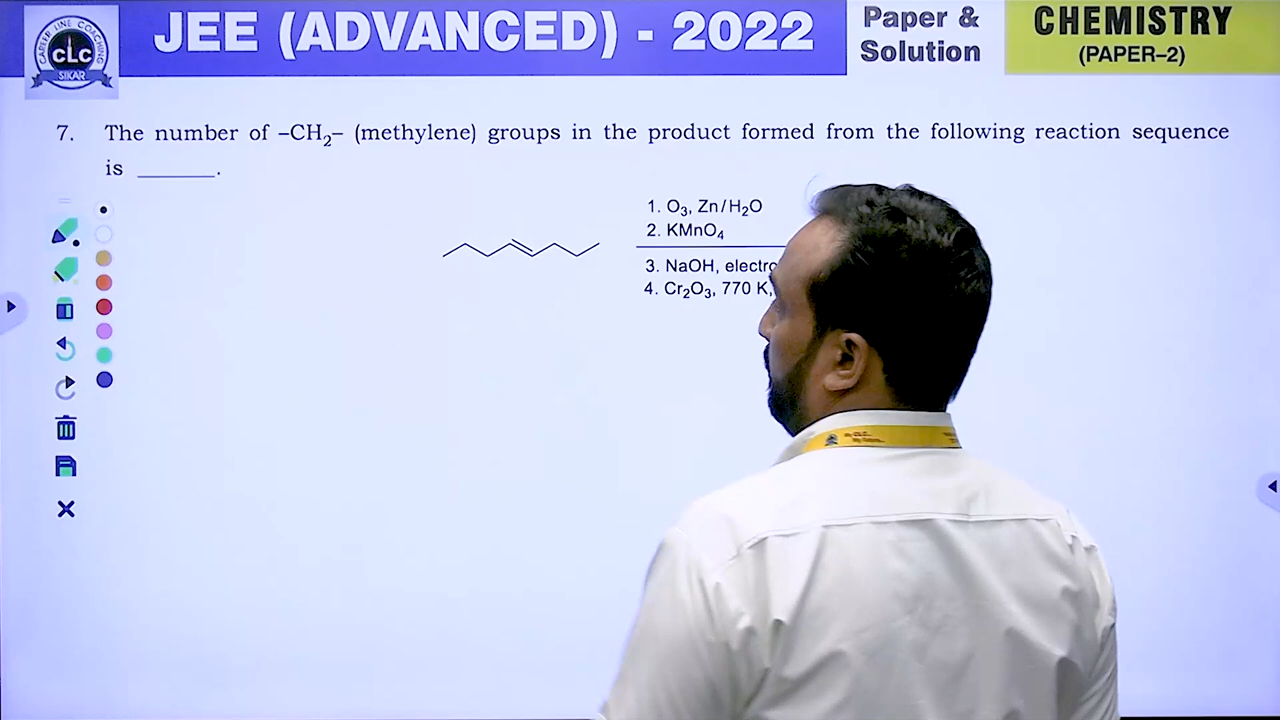 JEE (ADVANCED) - 2022
Paper &
Solution
CHEMISTRY
(PAPER–2)
CAREER LINE COACHING
CLC
SIKAR
7. The number of –CH₂– (methylene) groups in the product formed from the following reaction sequence
is ________.
1. O₃, Zn/H₂O
2. KMnO₄
3. NaOH, electro
4. Cr₂O₃, 770 K,